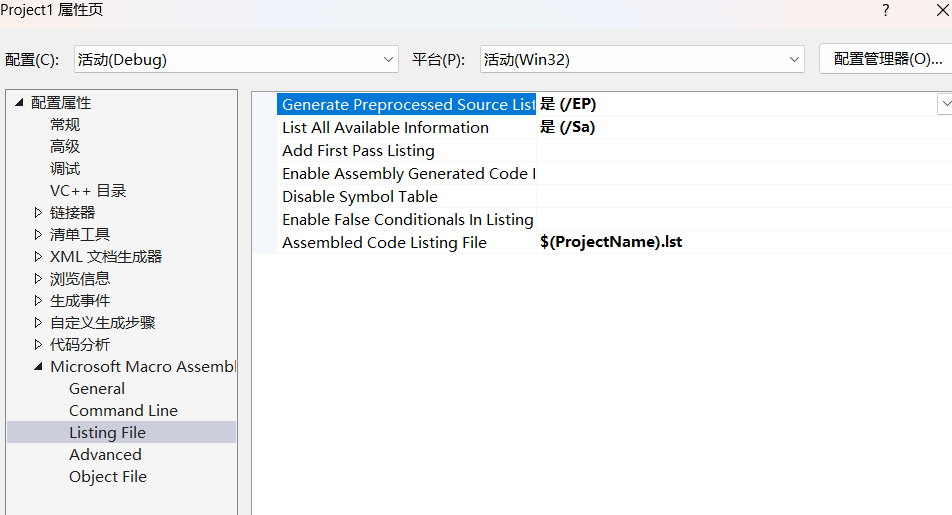 Project1 属性页
?
配置(C):
活动(Debug)
平台(P):
活动(Win32)
配置管理器(O)...
配置属性
常规
高级
调试
VC++ 目录
链接器
清单工具
XML 文档生成器
浏览信息
生成事件
自定义生成步骤
代码分析
Microsoft Macro Assembl
General
Command Line
Listing File
Advanced
Object File
Generate Preprocessed Source List 是 (/EP)
List All Available Information 是 (/Sa)
Add First Pass Listing
Enable Assembly Generated Code
Disable Symbol Table
Enable False Conditionals In Listing
Assembled Code Listing File $(ProjectName).lst